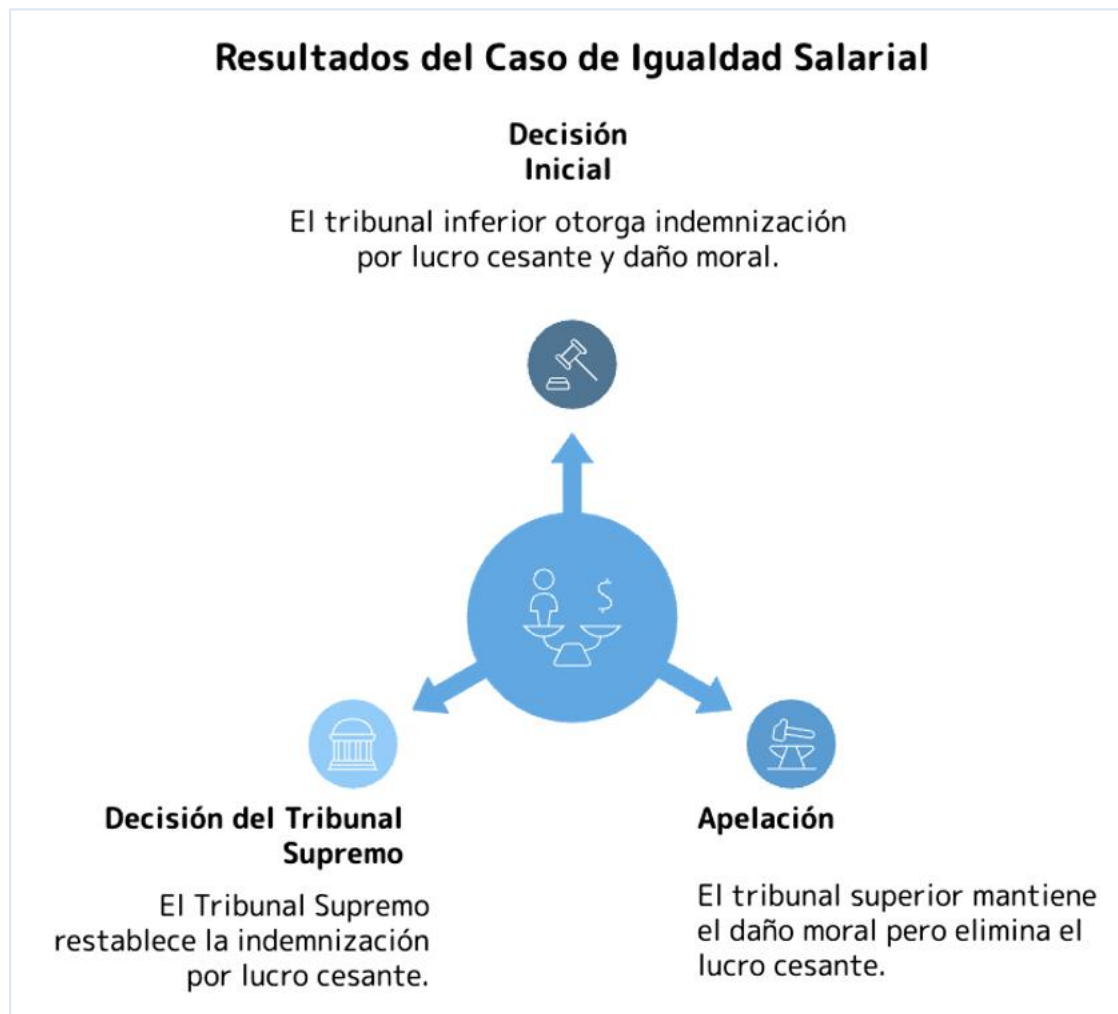 Resultados del Caso de Igualdad Salarial
Decisión
Inicial
El tribunal inferior otorga indemnización
por lucro cesante y daño moral.
$
Decisión del Tribunal
Supremo
El Tribunal Supremo
restablece la indemnización
por lucro cesante.
Apelación
El tribunal superior mantiene
el daño moral pero elimina el
lucro cesante.